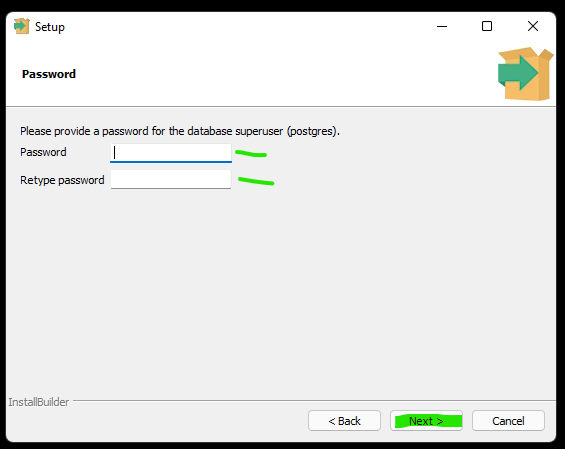 Setup
Password
Please provide a password for the database superuser (postgres).
Password
Retype password
InstallBuilder
< Back
Next >
Cancel